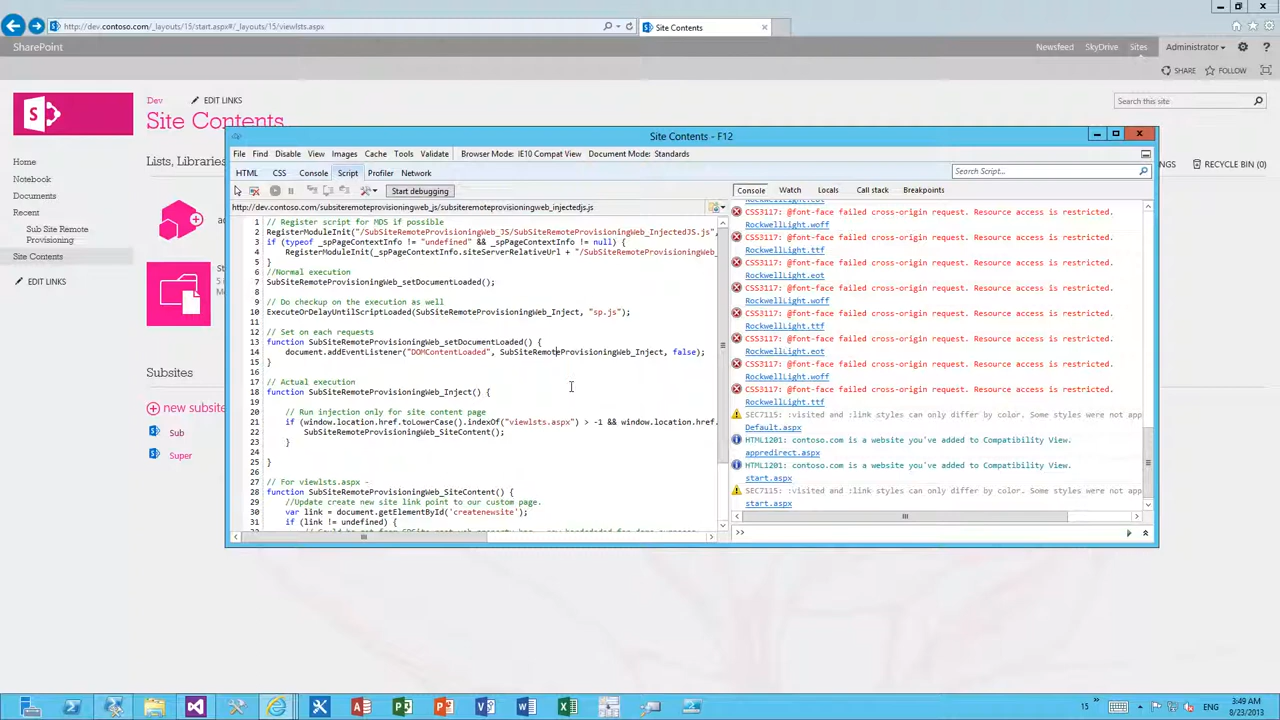 http://dev.contoso.com/_layouts/15/start.aspx#/_layouts/15/viewlsts.aspx
Site Contents
SharePoint
Newsfeed
SkyDrive
Sites
Administrator
?
SHARE
FOLLOW
S
Dev
EDIT LINKS
Site Contents
Search this site
Home
Notebook
Documents
Recent
Sub Site Remote
Provisioning
Site Contents
EDIT LINKS
Lists, Libraries
RECYCLE BIN (0)
Subsites
new subsite
Sub
Super
Site Contents - F12
File Find Disable View Images Cache Tools Validate Browser Mode: IE10 Compat View Document Mode: Standards
HTML CSS Console Script Profiler Network
Search Script...
Start debugging
Console Watch Locals Call stack Breakpoints
http://dev.contoso.com/subsiteremoteprovisioningweb_js/subsiteremoteprovisioningweb_injectedjs.js
1 // Register script for MDS if possible
2 RegisterModuleInit("/SubSiteRemoteProvisioningWeb_JS/SubSiteRemoteProvisioningWeb_InjectedJS.js"
3 if (typeof _spPageContextInfo != "undefined" && _spPageContextInfo != null) {
4 RegisterModuleInit(_spPageContextInfo.siteServerRelativeUrl + "/SubSiteRemoteProvisioningWeb_
5 }
6 //Normal execution
7 SubSiteRemoteProvisioningWeb_setDocumentLoaded();
8
9 // Do checkup on the execution as well
10 ExecuteOrDelayUntilScriptLoaded(SubSiteRemoteProvisioningWeb_Inject, "sp.js");
11
12 // Set on each requests
13 function SubSiteRemoteProvisioningWeb_setDocumentLoaded() {
14 document.addEventListener("DOMContentLoaded", SubSiteRemoteProvisioningWeb_Inject, false);
15 }
16
17 // Actual execution
18 function SubSiteRemoteProvisioningWeb_Inject() {
19
20 // Run injection only for site content page
21 if (window.location.href.toLowerCase().indexOf("viewlsts.aspx") > -1 && window.location.href.
22 SubSiteRemoteProvisioningWeb_SiteContent();
23 }
24
25 }
26
27 // For viewlsts.aspx -
28 function SubSiteRemoteProvisioningWeb_SiteContent() {
29 //Update create new site link point to our custom page.
30 var link = document.getElementById('createnewsite');
31 if (link != undefined) {
RockwellLight.woff
CSS3117: @font-face failed cross-origin request. Resource access is restricted.
RockwellLight.woff
CSS3117: @font-face failed cross-origin request. Resource access is restricted.
RockwellLight.ttf
CSS3117: @font-face failed cross-origin request. Resource access is restricted.
RockwellLight.eot
CSS3117: @font-face failed cross-origin request. Resource access is restricted.
RockwellLight.woff
CSS3117: @font-face failed cross-origin request. Resource access is restricted.
RockwellLight.ttf
CSS3117: @font-face failed cross-origin request. Resource access is restricted.
RockwellLight.eot
CSS3117: @font-face failed cross-origin request. Resource access is restricted.
RockwellLight.woff
CSS3117: @font-face failed cross-origin request. Resource access is restricted.
RockwellLight.ttf
SEC7115: :visited and :link styles can only differ by color. Some styles were not app
Default.aspx
HTML1201: contoso.com is a website you've added to Compatibility View.
appredirect.aspx
HTML1201: contoso.com is a website you've added to Compatibility View.
start.aspx
SEC7115: :visited and :link styles can only differ by color. Some styles were not app
start.aspx
>>
15
ENG
3:49 AM
8/23/2013